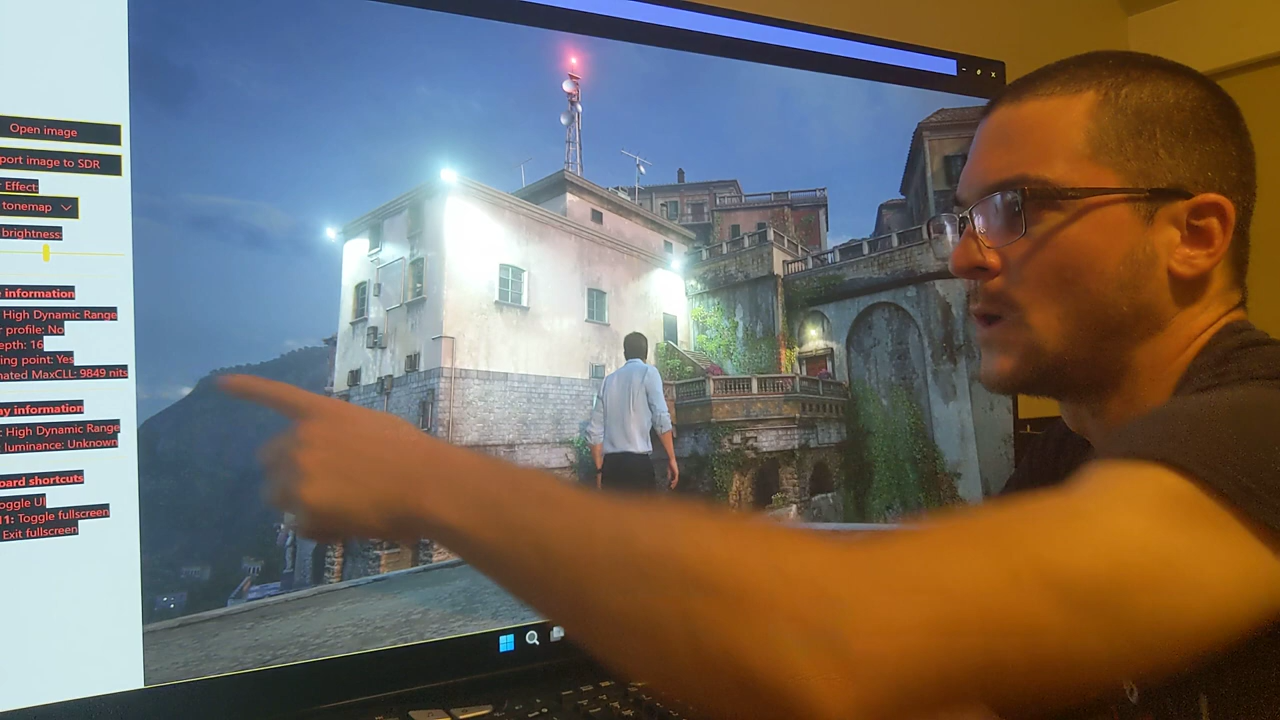 Open image
port image to SDR
Effect:
tonemap
brightness:
information
High Dynamic Range
profile: No
epth: 16
ing point: Yes
nated MaxCLL: 9849 nits
ay information
: High Dynamic Range
luminance: Unknown
oard shortcuts
oggle UI
11: Toggle fullscreen
Exit fullscreen